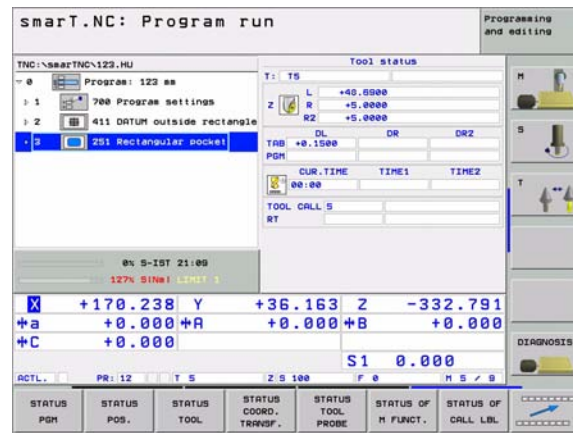 smarT.NC: Program run
Programming and editing
TNC:\smarTNC\123.HU
0 Program: 123 mm
1 700 Program settings
2 411 DATUM outside rectangle
3 251 Rectangular pocket
Tool status
T: T5
Z L +48.6900
R +5.0000
R2 +5.0000
DL DR DR2
TAB +0.1500
PGM
CUR.TIME TIME1 TIME2
00:00
TOOL CALL 5
RT
M
S
T
DIAGNOSIS
0% S-IST 21:09
127% S[Nm] LIMIT 1
X +170.238 Y +36.163 Z -332.791
a +0.000 A +0.000 B +0.000
C +0.000
S1 0.000
ACTL. PR: 12 T 5 Z S 100 F 0 M 5 / 9
STATUS PGM
STATUS POS.
STATUS TOOL
STATUS COORD. TRANSF.
STATUS TOOL PROBE
STATUS OF M FUNCT.
STATUS OF CALL LBL